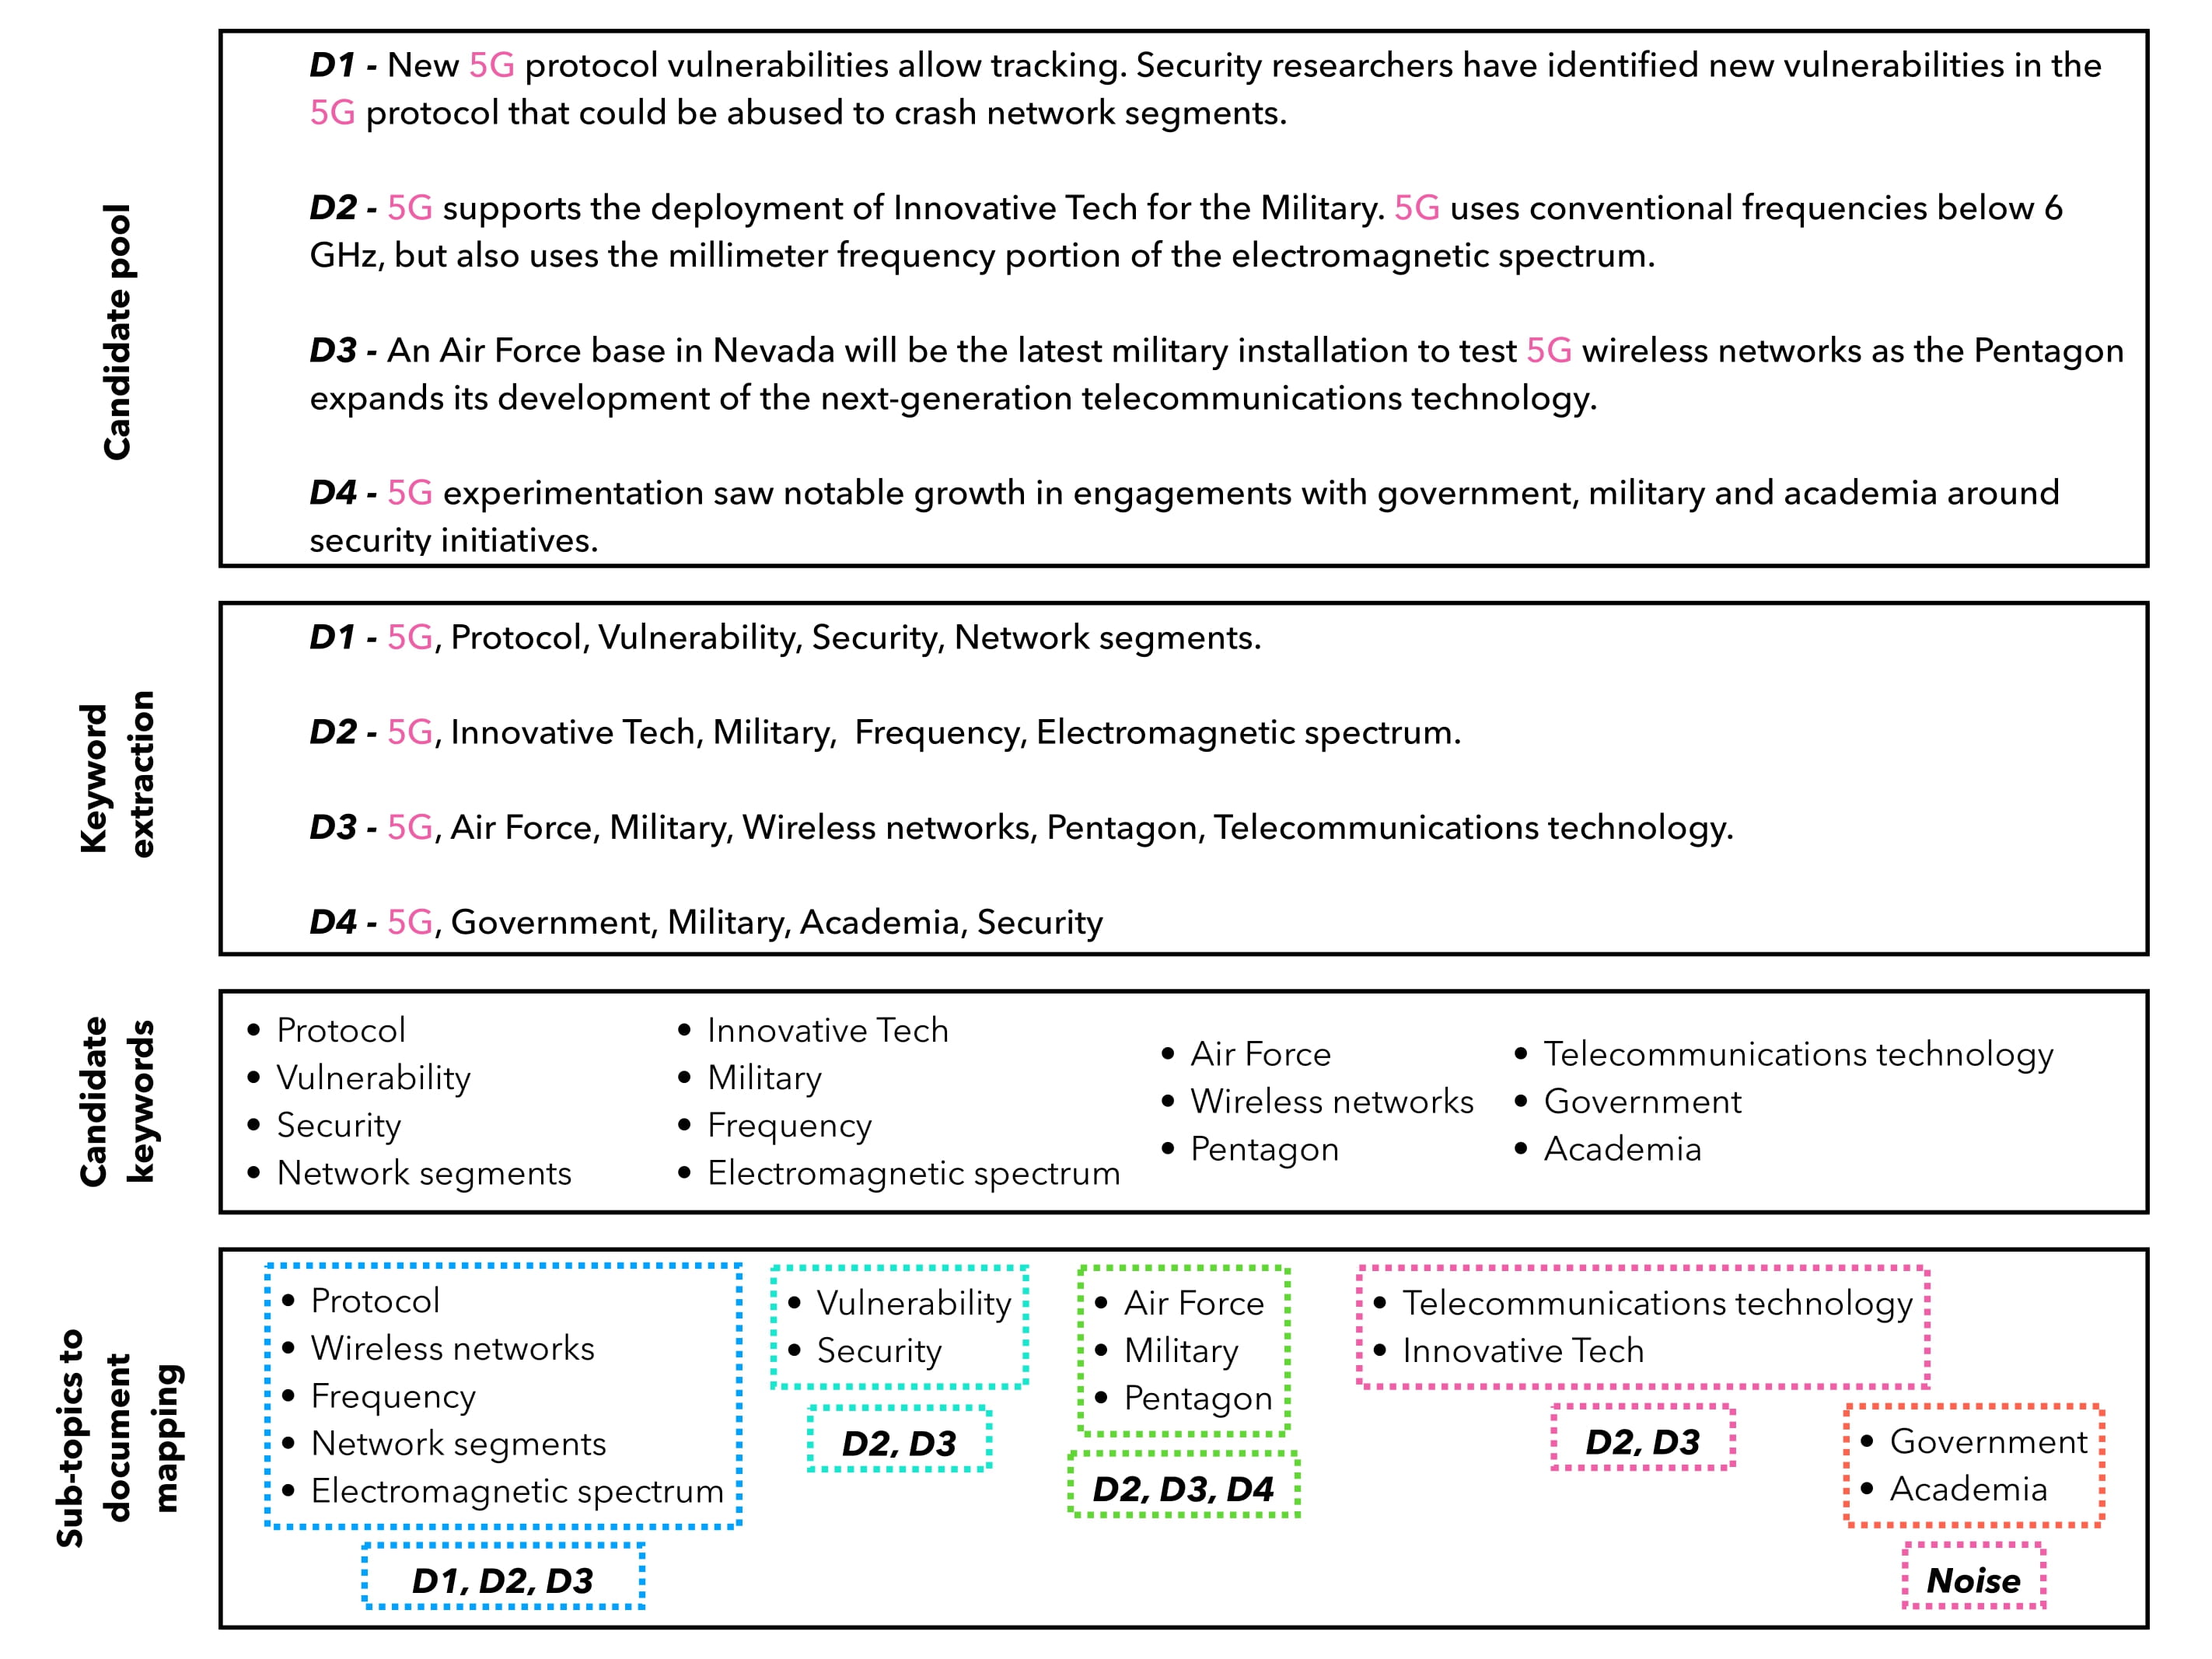 Candidate pool
D1 - New 5G protocol vulnerabilities allow tracking. Security researchers have identified new vulnerabilities in the
5G protocol that could be abused to crash network segments.
D2 - 5G supports the deployment of Innovative Tech for the Military. 5G uses conventional frequencies below 6
GHz, but also uses the millimeter frequency portion of the electromagnetic spectrum.
D3 - An Air Force base in Nevada will be the latest military installation to test 5G wireless networks as the Pentagon
expands its development of the next-generation telecommunications technology.
D4 - 5G experimentation saw notable growth in engagements with government, military and academia around
security initiatives.
Keyword
extraction
D1 - 5G, Protocol, Vulnerability, Security, Network segments.
D2 - 5G, Innovative Tech, Military, Frequency, Electromagnetic spectrum.
D3 - 5G, Air Force, Military, Wireless networks, Pentagon, Telecommunications technology.
D4 - 5G, Government, Military, Academia, Security
Candidate
keywords
• Protocol
• Vulnerability
• Security
• Network segments
• Innovative Tech
• Military
• Frequency
• Electromagnetic spectrum
• Air Force
• Wireless networks
• Pentagon
• Telecommunications technology
• Government
• Academia
Sub-topics to
document
mapping
• Protocol
• Wireless networks
• Frequency
• Network segments
• Electromagnetic spectrum
D1, D2, D3
• Vulnerability
• Security
D2, D3
• Air Force
• Military
• Pentagon
D2, D3, D4
• Telecommunications technology
• Innovative Tech
D2, D3
• Government
• Academia
Noise